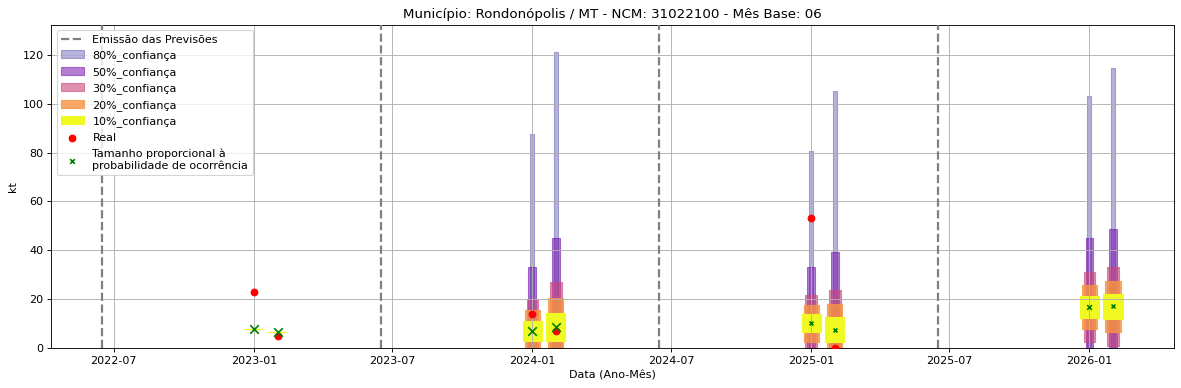 Município: Rondonópolis / MT - NCM: 31022100 - Mês Base: 06
Emissão das Previsões
80%_confiança
50%_confiança
30%_confiança
20%_confiança
10%_confiança
Real
Tamanho proporcional à
probabilidade de ocorrência
kt
120
100
80
60
40
20
0
2022-07 2023-01 2023-07 2024-01 2024-07 2025-01 2025-07 2026-01
Data (Ano-Mês)